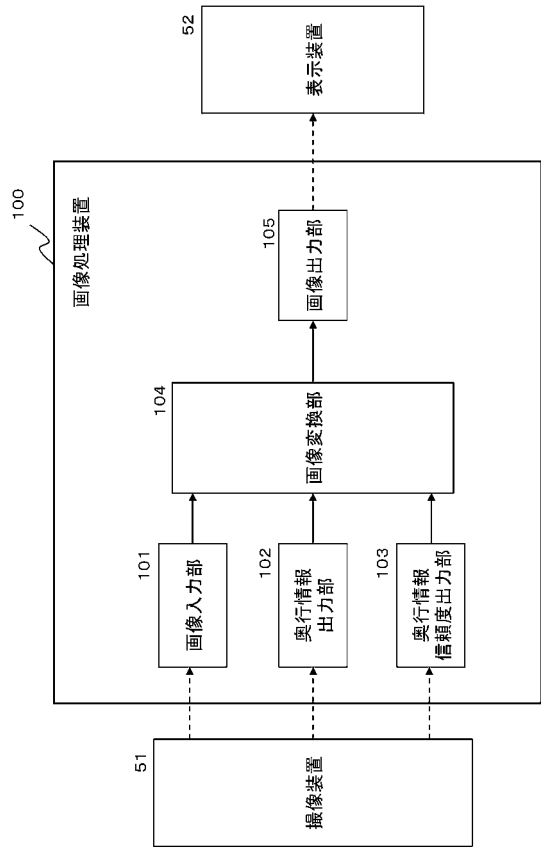 100
画像処理装置
51
撮像装置
101
画像入力部
102
奥行情報
出力部
103
奥行情報
信頼度出力部
104
画像変換部
105
画像出力部
52
表示装置